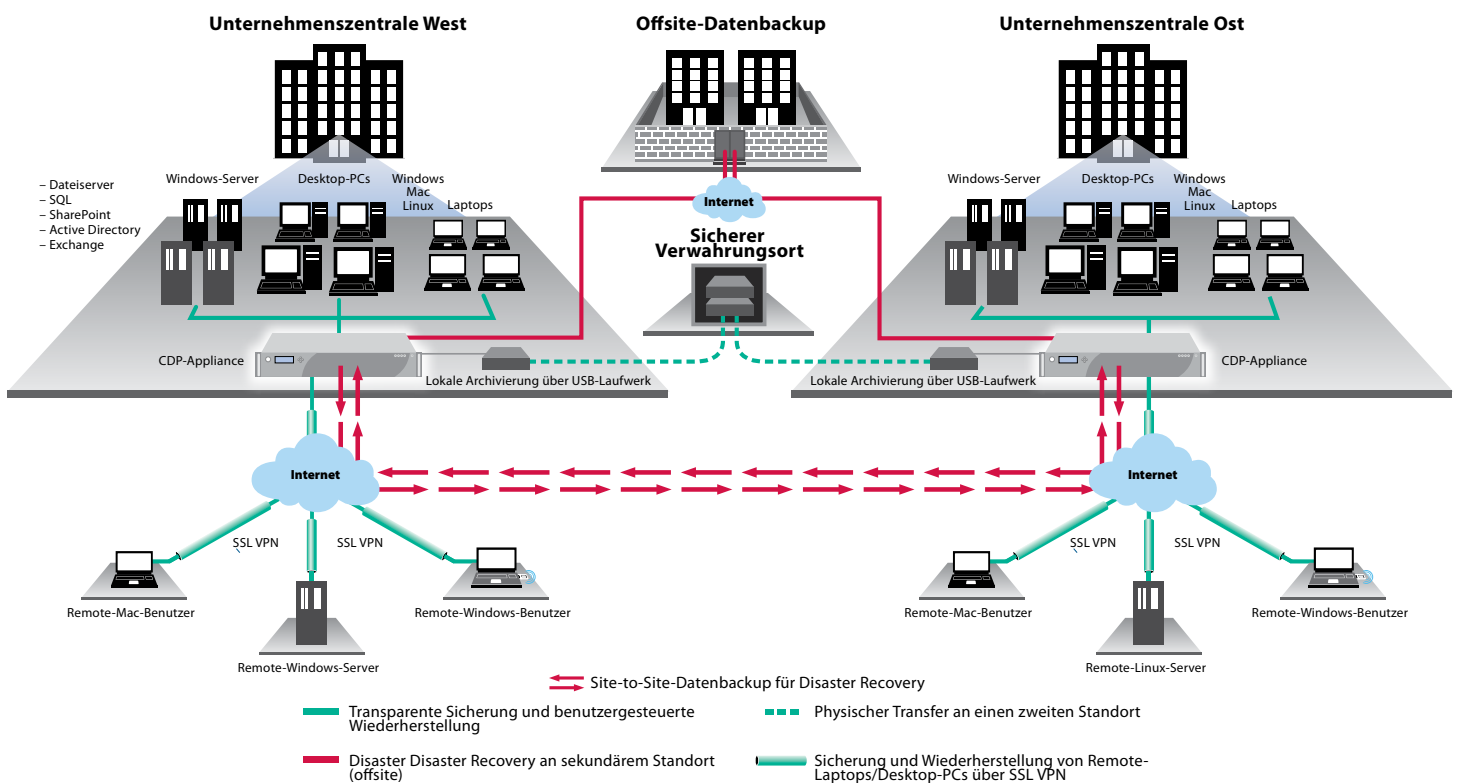 Unternehmenszentrale West
Offsite-Datenbackup
Unternehmenszentrale Ost
– Dateiserver
– SQL
– SharePoint
– Active Directory
– Exchange
Windows-Server
Desktop-PCs
Windows
Mac
Linux
Laptops
Internet
Sicherer
Verwahrungsort
Windows-Server
Desktop-PCs
Windows
Mac
Linux
Laptops
CDP-Appliance
Lokale Archivierung über USB-Laufwerk
Lokale Archivierung über USB-Laufwerk
CDP-Appliance
Internet
Internet
SSL VPN
SSL VPN
SSL VPN
SSL VPN
Remote-Mac-Benutzer
Remote-Windows-Benutzer
Remote-Windows-Server
Remote-Mac-Benutzer
Remote-Windows-Benutzer
Remote-Linux-Server
Site-to-Site-Datenbackup für Disaster Recovery
Transparente Sicherung und benutzergesteuerte
Wiederherstellung
Physischer Transfer an einen zweiten Standort
Disaster Disaster Recovery an sekundärem Standort
(offsite)
Sicherung und Wiederherstellung von Remote-
Laptops/Desktop-PCs über SSL VPN